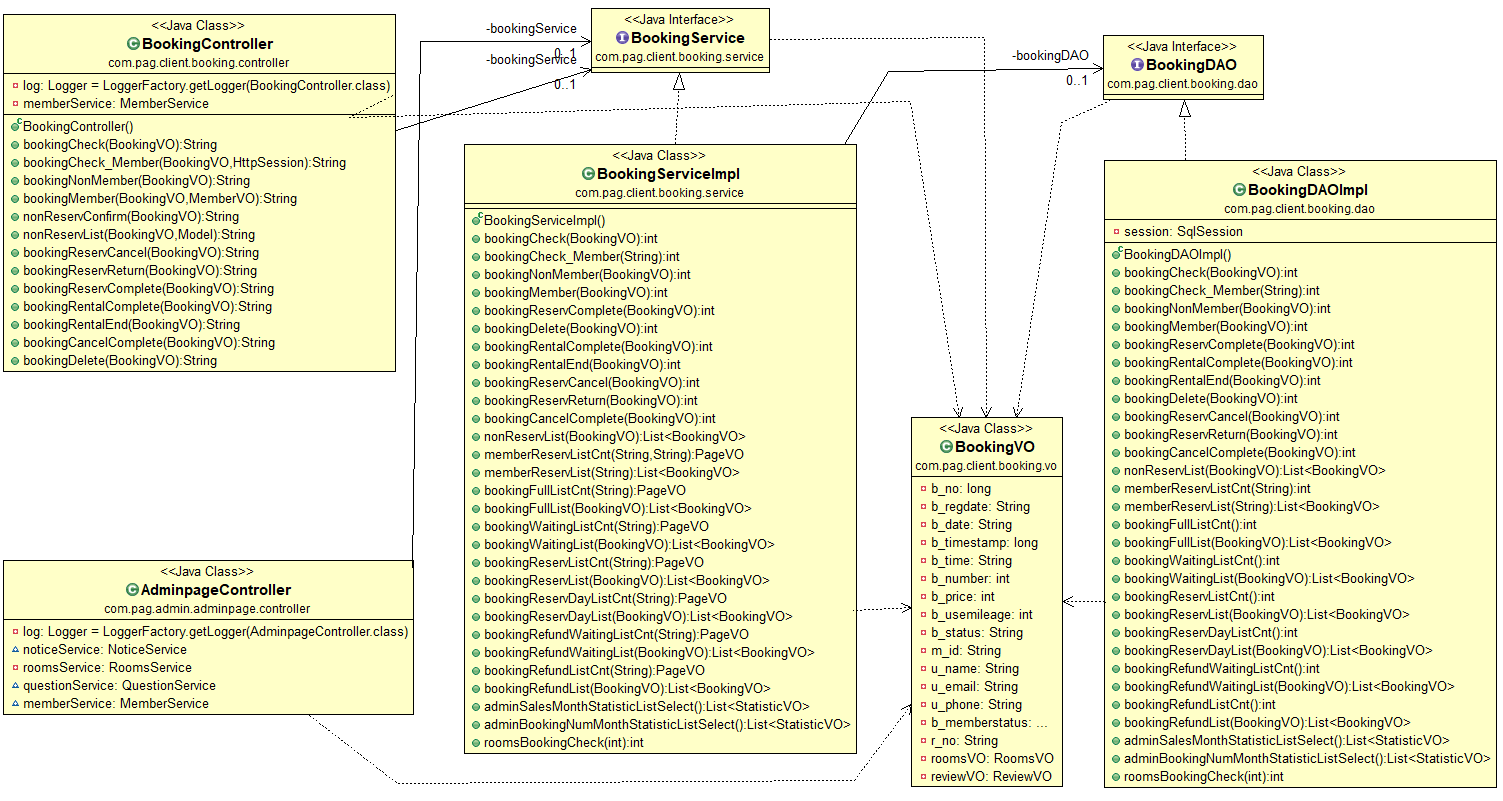 <<Java Class>>
BookingController
com.pag.client.booking.controller
log: Logger = LoggerFactory.getLogger(BookingController.class)
memberService: MemberService
BookingController()
bookingCheck(BookingVO):String
bookingCheck_Member(BookingVO,HttpSession):String
bookingNonMember(BookingVO):String
bookingMember(BookingVO,MemberVO):String
nonReservConfirm(BookingVO):String
nonReservList(BookingVO,Model):String
bookingReservCancel(BookingVO):String
bookingReservReturn(BookingVO):String
bookingReservComplete(BookingVO):String
bookingRentalComplete(BookingVO):String
bookingRentalEnd(BookingVO):String
bookingCancelComplete(BookingVO):String
bookingDelete(BookingVO):String
-bookingService
0..1
-bookingService
0..1
<<Java Interface>>
BookingService
com.pag.client.booking.service
-bookingDAO
0..1
<<Java Interface>>
BookingDAO
com.pag.client.booking.dao
<<Java Class>>
BookingServiceImpl
com.pag.client.booking.service
BookingServiceImpl()
bookingCheck(BookingVO):int
bookingCheck_Member(String):int
bookingNonMember(BookingVO):int
bookingMember(BookingVO):int
bookingReservComplete(BookingVO):int
bookingDelete(BookingVO):int
bookingRentalComplete(BookingVO):int
bookingRentalEnd(BookingVO):int
bookingReservCancel(BookingVO):int
bookingReservReturn(BookingVO):int
bookingCancelComplete(BookingVO):int
nonReservList(BookingVO):List<BookingVO>
memberReservListCnt(String,String):PageVO
memberReservList(String):List<BookingVO>
bookingFullListCnt(String):PageVO
bookingFullList(BookingVO):List<BookingVO>
bookingWaitingListCnt(String):PageVO
bookingWaitingList(BookingVO):List<BookingVO>
bookingReservListCnt(String):PageVO
bookingReservList(BookingVO):List<BookingVO>
bookingReservDayListCnt(String):PageVO
bookingReservDayList(BookingVO):List<BookingVO>
bookingRefundWaitingListCnt(String):PageVO
bookingRefundWaitingList(BookingVO):List<BookingVO>
bookingRefundListCnt(String):PageVO
bookingRefundList(BookingVO):List<BookingVO>
adminSalesMonthStatisticListSelect():List<StatisticVO>
adminBookingNumMonthStatisticListSelect():List<StatisticVO>
roomsBookingCheck(int):int
<<Java Class>>
BookingDAOImpl
com.pag.client.booking.dao
session: SqlSession
BookingDAOImpl()
bookingCheck(BookingVO):int
bookingCheck_Member(String):int
bookingNonMember(BookingVO):int
bookingMember(BookingVO):int
bookingReservComplete(BookingVO):int
bookingRentalComplete(BookingVO):int
bookingRentalEnd(BookingVO):int
bookingDelete(BookingVO):int
bookingReservCancel(BookingVO):int
bookingReservReturn(BookingVO):int
bookingCancelComplete(BookingVO):int
nonReservList(BookingVO):List<BookingVO>
memberReservListCnt(String):int
memberReservList(String):List<BookingVO>
bookingFullListCnt():int
bookingFullList(BookingVO):List<BookingVO>
bookingWaitingListCnt():int
bookingWaitingList(BookingVO):List<BookingVO>
bookingReservListCnt():int
bookingReservList(BookingVO):List<BookingVO>
bookingReservDayListCnt():int
bookingReservDayList(BookingVO):List<BookingVO>
bookingRefundWaitingListCnt():int
bookingRefundWaitingList(BookingVO):List<BookingVO>
bookingRefundListCnt():int
bookingRefundList(BookingVO):List<BookingVO>
adminSalesMonthStatisticListSelect():List<StatisticVO>
adminBookingNumMonthStatisticListSelect():List<StatisticVO>
roomsBookingCheck(int):int
<<Java Class>>
BookingVO
com.pag.client.booking.vo
b_no: long
b_regdate: String
b_date: String
b_timestamp: long
b_time: String
b_number: int
b_price: int
b_usemileage: int
b_status: String
m_id: String
u_name: String
u_email: String
u_phone: String
b_memberstatus: ...
r_no: String
roomsVO: RoomsVO
reviewVO: ReviewVO
<<Java Class>>
AdminpageController
com.pag.admin.adminpage.controller
log: Logger = LoggerFactory.getLogger(AdminpageController.class)
noticeService: NoticeService
roomsService: RoomsService
questionService: QuestionService
memberService: MemberService